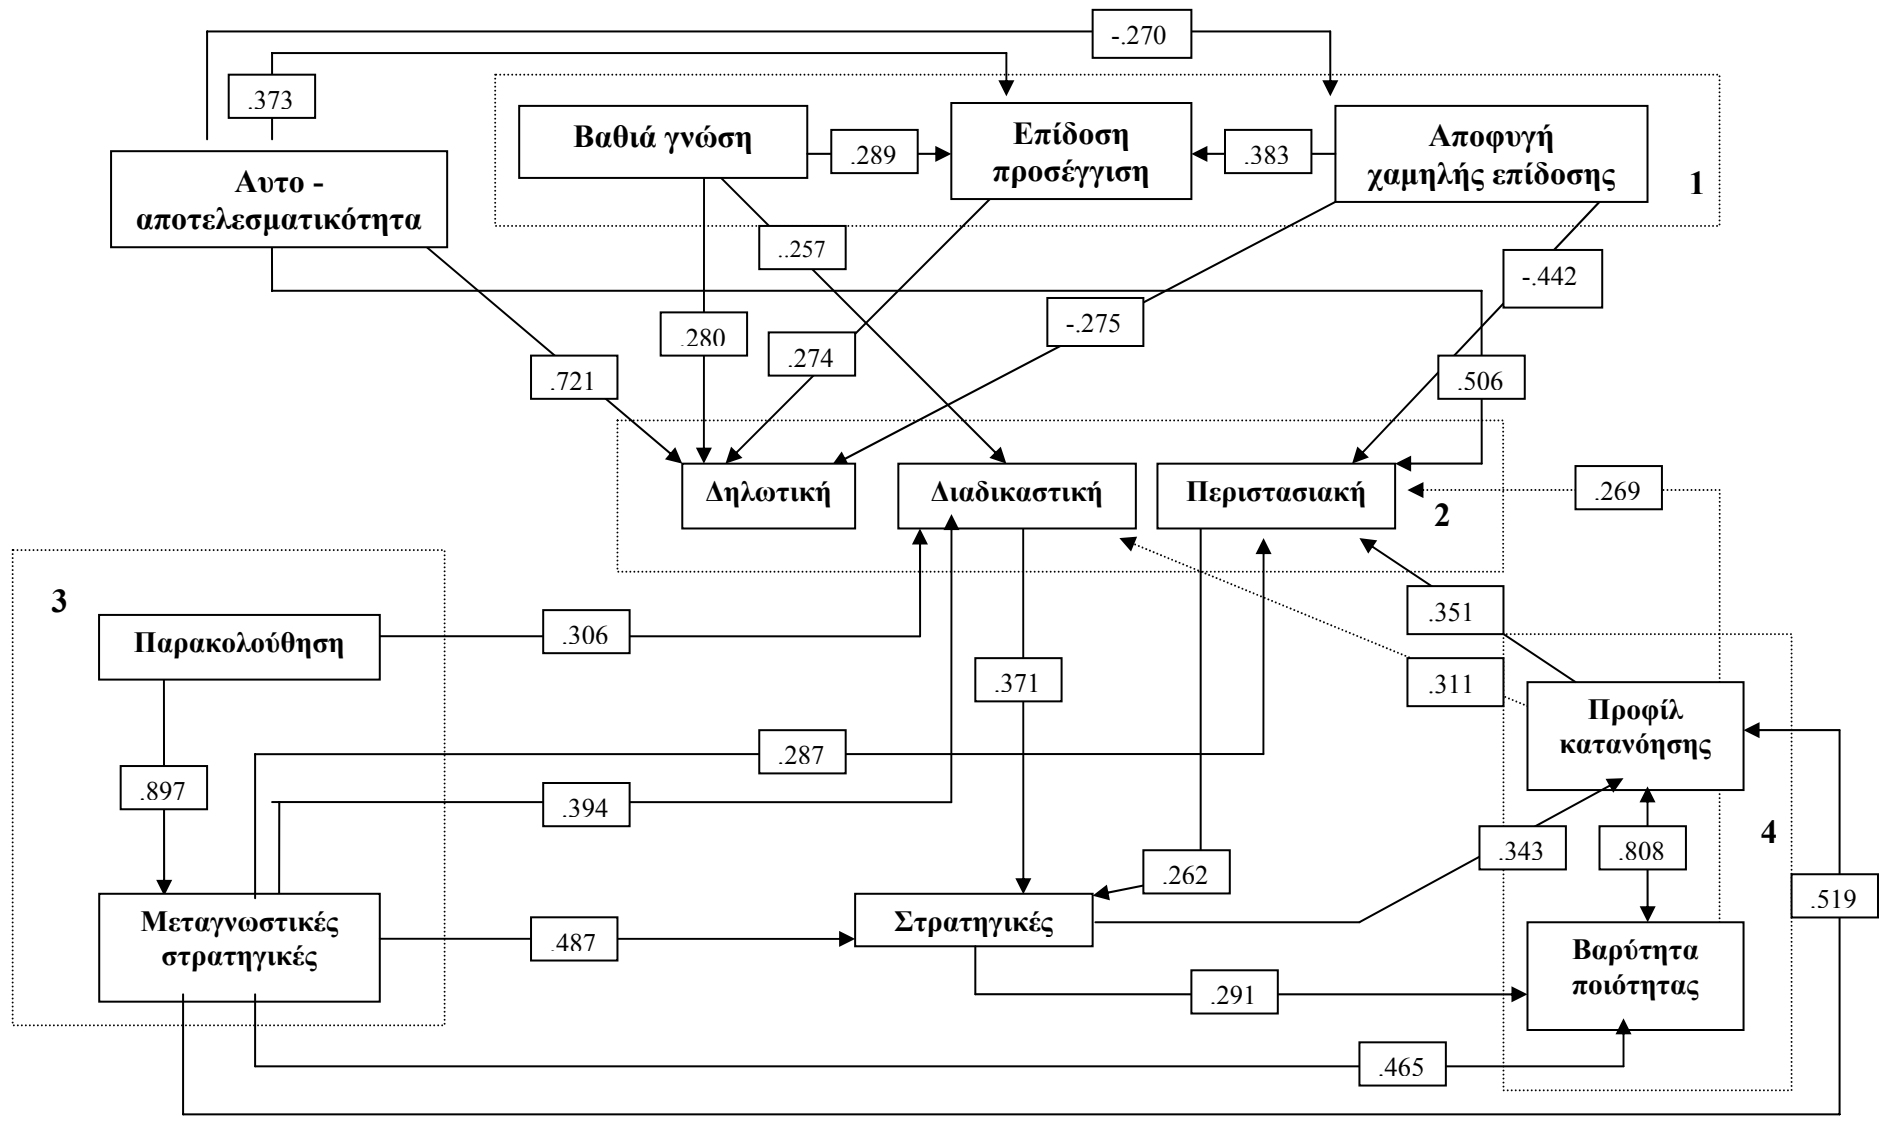 -.270
.373
Βαθιά γνώση
.289
Επίδοση
προσέγγιση
.383
Αποφυγή
χαμηλής επίδοσης
1
Αυτο -
αποτελεσματικότητα
..257
-.442
-.275
.280
.274
.721
.506
Δηλωτική
Διαδικαστική
Περιστασιακή
2
.269
3
Παρακολούθηση
.306
.351
.371
.311
Προφίλ
κατανόησης
.287
.897
.394
4
.343
.808
.262
.519
Μεταγνωστικές
στρατηγικές
.487
Στρατηγικές
Βαρύτητα
ποιότητας
.291
.465